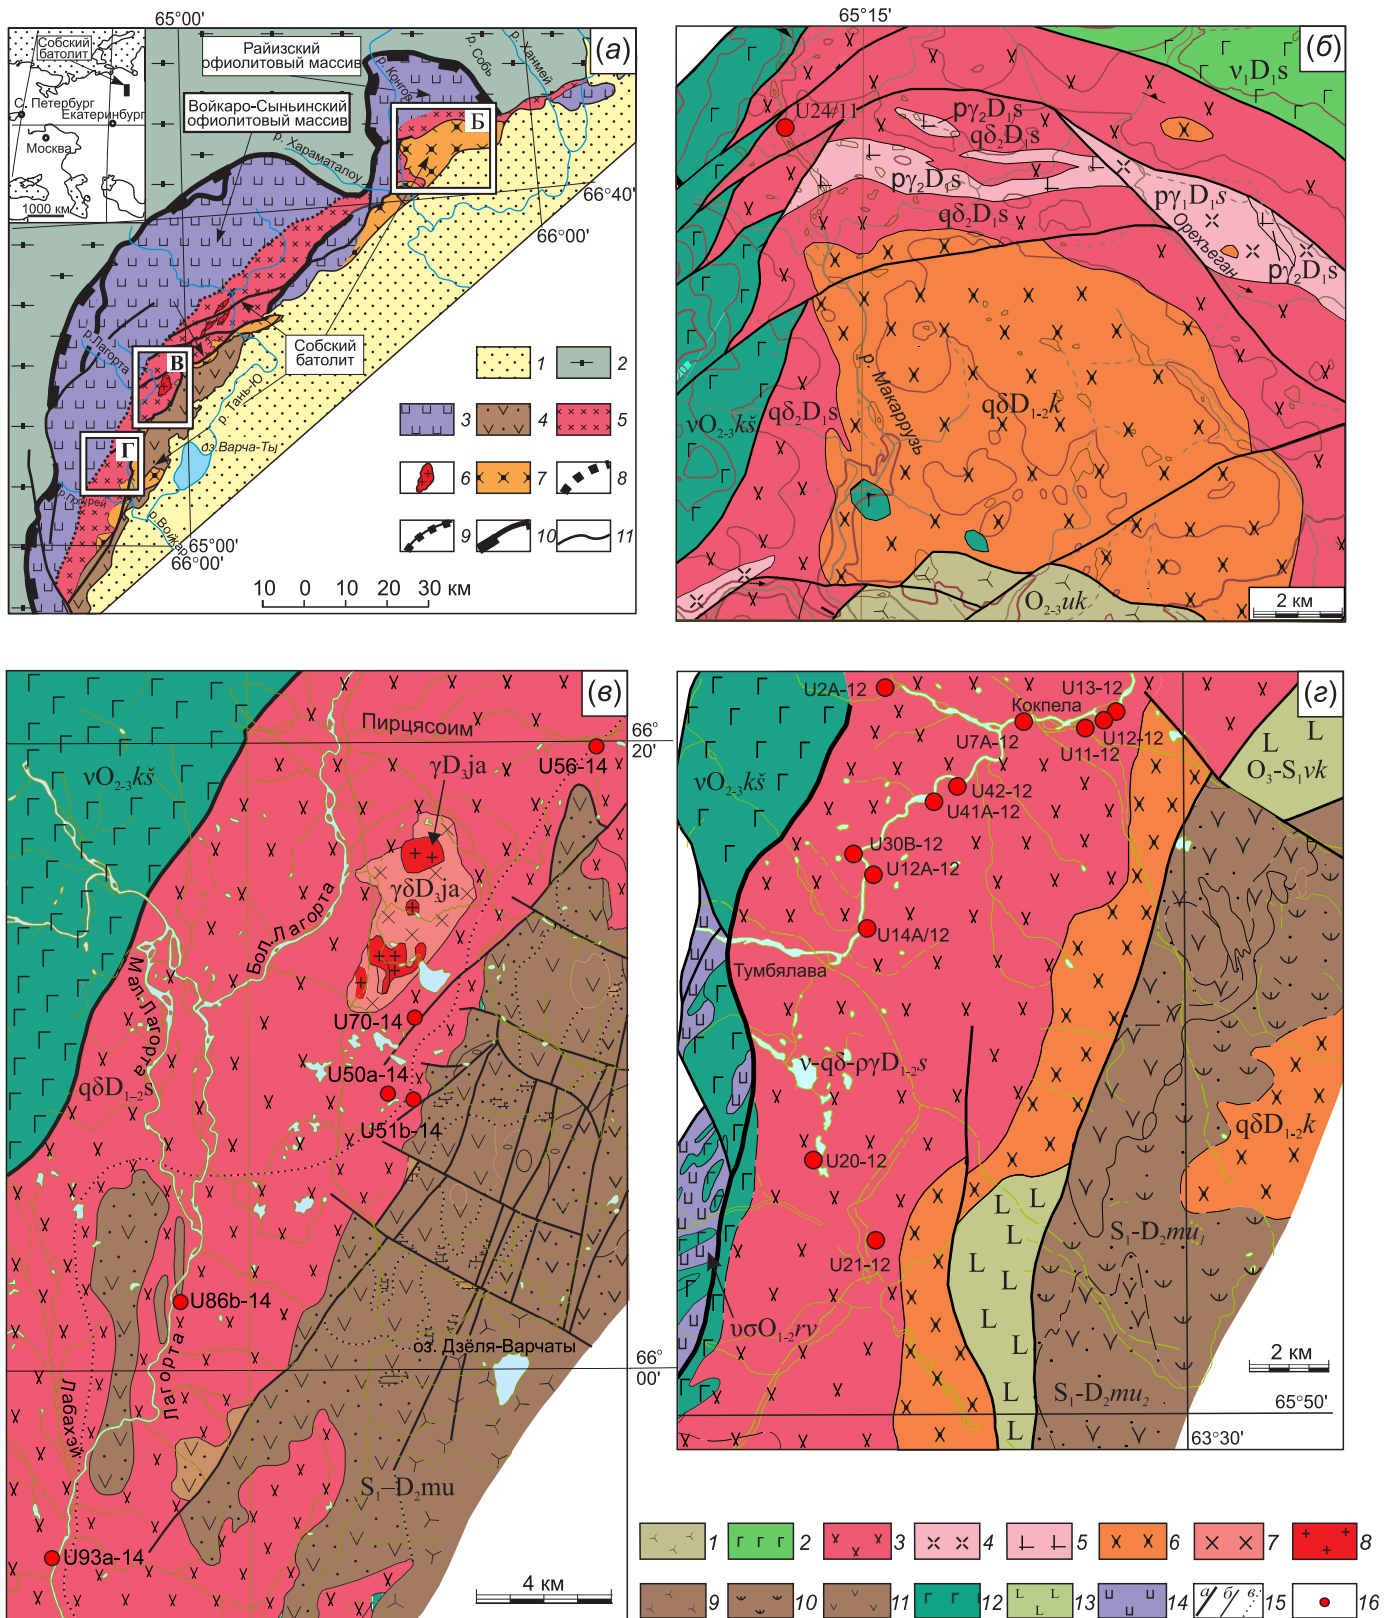 65°00'
(а)
Собский
батолит
С. Петербург
Екатеринбург
Москва
1000 км
Райизский
офиолитовый массив
Войкаро-Сыньинский
офиолитовый массив
р. Конгор
р. Собь
р. Ханмей
р. Хараматалоу
Б
66°40'
66°00'
Собский
батолит
р. Лагорта
В
р. Тань-Ю
оз. Варча-Ты
Г
р. Войкар
65°00'
66°00'
1
2
3
4
5
6
7
8
9
10
11
10 0 10 20 30 км
65°15'
(б)
ν₁D₁s
U24/11
pγ₂D₁s
qδ₂D₁s
pγ₂D₁s
pγ₁D₁s
qδ₂D₁s
Орехъеган
pγ₂D₁s
р. Макаррузь
qδ₂D₁s
qδD₁₋₂k
νO₂₋₃kš
O₂₋₃uk
2 км
(в)
Пирцясоим
66°
20'
U56-14
νO₂₋₃kš
γD₃ja
γδD₃ja
Бол. Лагорта
Мал. Лагорта
U70-14
U50a-14
U51b-14
qδD₁₋₂s
U86b-14
Лагорта
оз. Дзёля-Варчаты
66°
00'
Лабахэй
S₁–D₂mu
U93a-14
4 км
(г)
U2A-12
U13-12
Кокпела
U7A-12
U12-12
U11-12
O₃-S₁vk
νO₂₋₃kš
U42-12
U41A-12
U30B-12
U12A-12
U14A/12
Тумбялава
ν-qδ-pγD₁₋₂s
qδD₁₋₂k
U20-12
S₁-D₂mu₁
U21-12
υσO₁₋₂rv
2 км
S₁-D₂mu₂
65°50'
63°30'
1
2
3
4
5
6
7
8
9
10
11
12
13
14
а б в
15
16